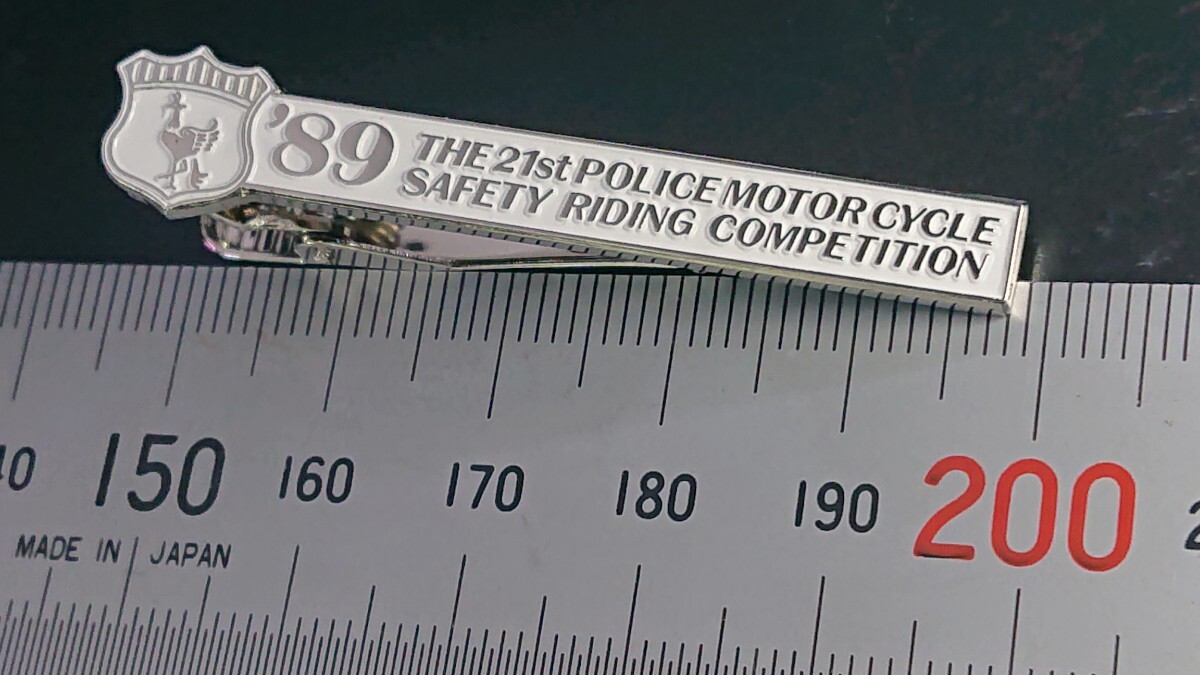 '89 THE 21st POLICE MOTOR CYCLE
SAFETY RIDING COMPETITION
150 160 170 180 190 200
MADE IN JAPAN